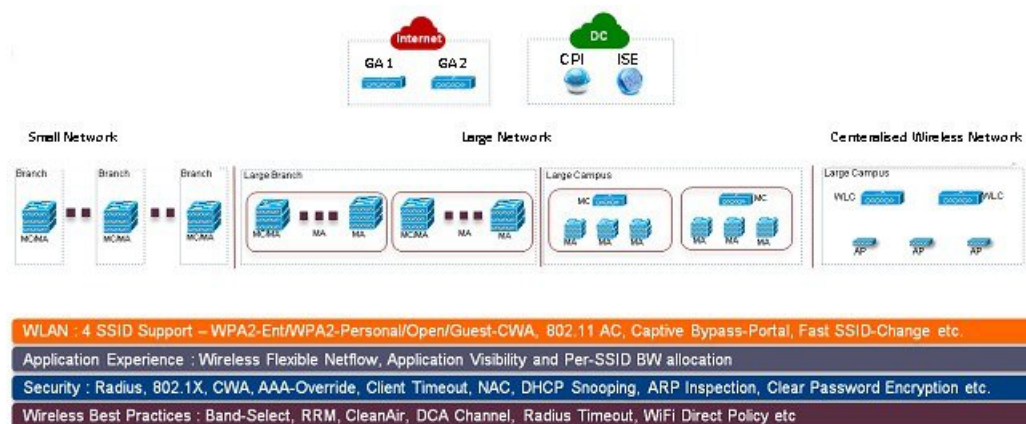 Internet
DC
GA 1
GA 2
CPI
ISE
Small Network
Large Network
Centeralised Wireless Network
Branch
Branch
Branch
Large Branch
Large Campus
Large Campus
MC/MA
MC/MA
MC/MA
MC/MA
MA
MA
MC/MA
MA
MA
MC
MA
MA
MA
MC
MA
MA
MA
WLC
WLC
AP
AP
AP
WLAN : 4 SSID Support – WPA2-Ent/WPA2-Personal/Open/Guest-CWA, 802.11 AC, Captive Bypass-Portal, Fast SSID-Change etc.
Application Experience : Wireless Flexible Netflow, Application Visibility and Per-SSID BW allocation
Security : Radius, 802.1X, CWA, AAA-Override, Client Timeout, NAC, DHCP Snooping, ARP Inspection, Clear Password Encryption etc.
Wireless Best Practices : Band-Select, RRM, CleanAir, DCA Channel, Radius Timeout, WiFi Direct Policy etc